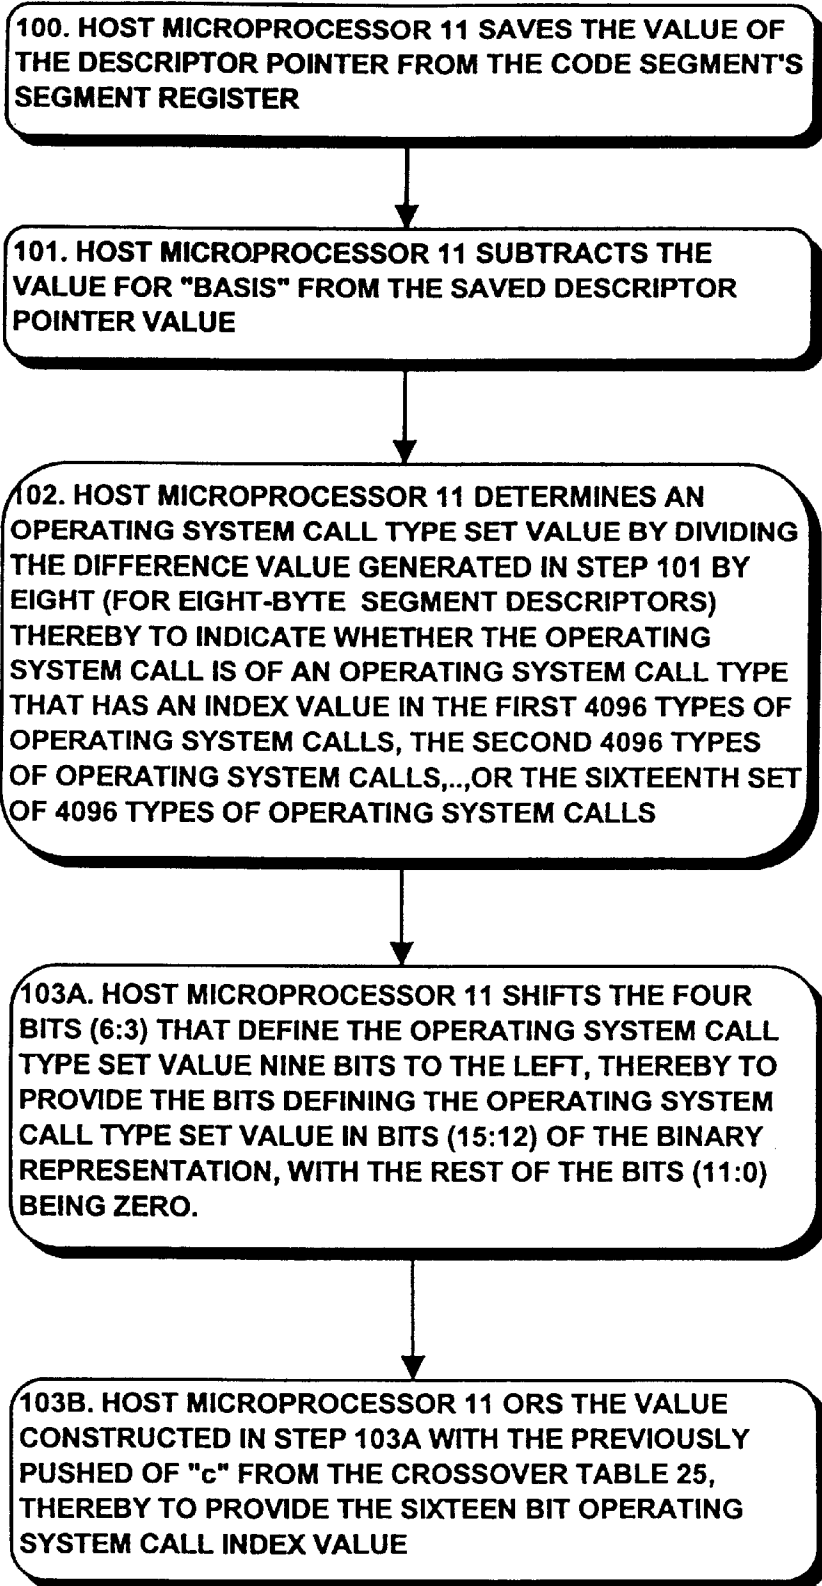 100. HOST MICROPROCESSOR 11 SAVES THE VALUE OF
THE DESCRIPTOR POINTER FROM THE CODE SEGMENT'S
SEGMENT REGISTER
101. HOST MICROPROCESSOR 11 SUBTRACTS THE
VALUE FOR "BASIS" FROM THE SAVED DESCRIPTOR
POINTER VALUE
102. HOST MICROPROCESSOR 11 DETERMINES AN
OPERATING SYSTEM CALL TYPE SET VALUE BY DIVIDING
THE DIFFERENCE VALUE GENERATED IN STEP 101 BY
EIGHT (FOR EIGHT-BYTE SEGMENT DESCRIPTORS)
THEREBY TO INDICATE WHETHER THE OPERATING
SYSTEM CALL IS OF AN OPERATING SYSTEM CALL TYPE
THAT HAS AN INDEX VALUE IN THE FIRST 4096 TYPES OF
OPERATING SYSTEM CALLS, THE SECOND 4096 TYPES
OF OPERATING SYSTEM CALLS,..,OR THE SIXTEENTH SET
OF 4096 TYPES OF OPERATING SYSTEM CALLS
103A. HOST MICROPROCESSOR 11 SHIFTS THE FOUR
BITS (6:3) THAT DEFINE THE OPERATING SYSTEM CALL
TYPE SET VALUE NINE BITS TO THE LEFT, THEREBY TO
PROVIDE THE BITS DEFINING THE OPERATING SYSTEM
CALL TYPE SET VALUE IN BITS (15:12) OF THE BINARY
REPRESENTATION, WITH THE REST OF THE BITS (11:0)
BEING ZERO.
103B. HOST MICROPROCESSOR 11 ORS THE VALUE
CONSTRUCTED IN STEP 103A WITH THE PREVIOUSLY
PUSHED OF "c" FROM THE CROSSOVER TABLE 25,
THEREBY TO PROVIDE THE SIXTEEN BIT OPERATING
SYSTEM CALL INDEX VALUE